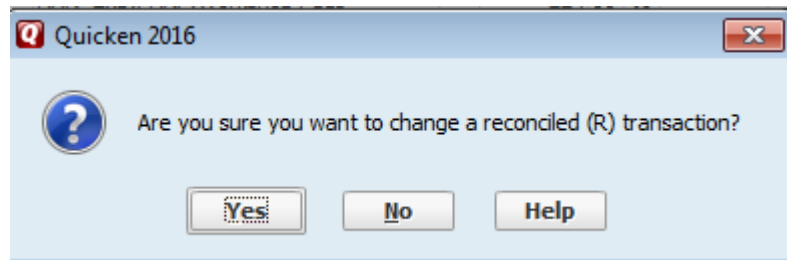 Quicken 2016
Are you sure you want to change a reconciled (R) transaction?
Yes No Help